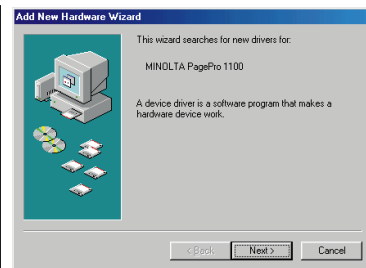 Add New Hardware Wizard
This wizard searches for new drivers for:
MINOLTA PagePro 1100
A device driver is a software program that makes a
hardware device work.
< Back
Next >
Cancel